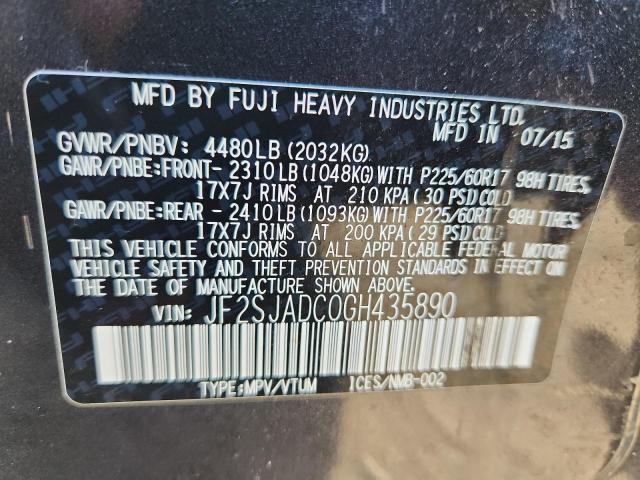 MFD BY FUJI HEAVY INDUSTRIES LTD.
MFD IN 07/15
GVWR/PNBV: 4480LB(2032KG)
GAWR/PNBE:FRONT- 2310LB(1048KG)WITH P225/60R17 98H TIRES,
17X7J RIMS AT 210 KPA(30 PSI)COLD
GAWR/PNBE:REAR - 2410LB(1093KG)WITH P225/60R17 98H TIRES,
17X7J RIMS AT 200 KPA(29 PSI)COLD
THIS VEHICLE CONFORMS TO ALL APPLICABLE FEDERAL MOTOR
VEHICLE SAFETY AND THEFT PREVENTION STANDARDS IN EFFECT ON
THE DATE OF MANUFACTURE SHOWN ABOVE.
VIN: JF2SJADC0GH435890
TYPE:MPV/VTUM ICES/NMB-002